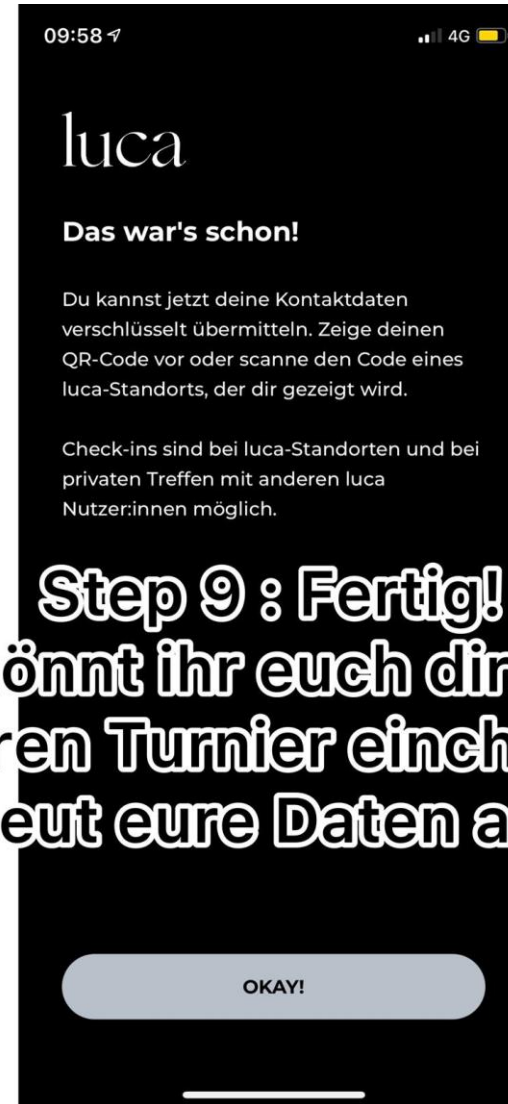 09:58
4G
luca
Das war's schon!
Du kannst jetzt deine Kontaktdaten
verschlüsselt übermitteln. Zeige deinen
QR-Code vor oder scanne den Code eines
luca-Standorts, der dir gezeigt wird.
Check-ins sind bei luca-Standorten und bei
privaten Treffen mit anderen luca
Nutzer:innen möglich.
Step 9 : Fertig!
önnt ihr euch dir
ren Turnier einch
eut eure Daten a
OKAY!